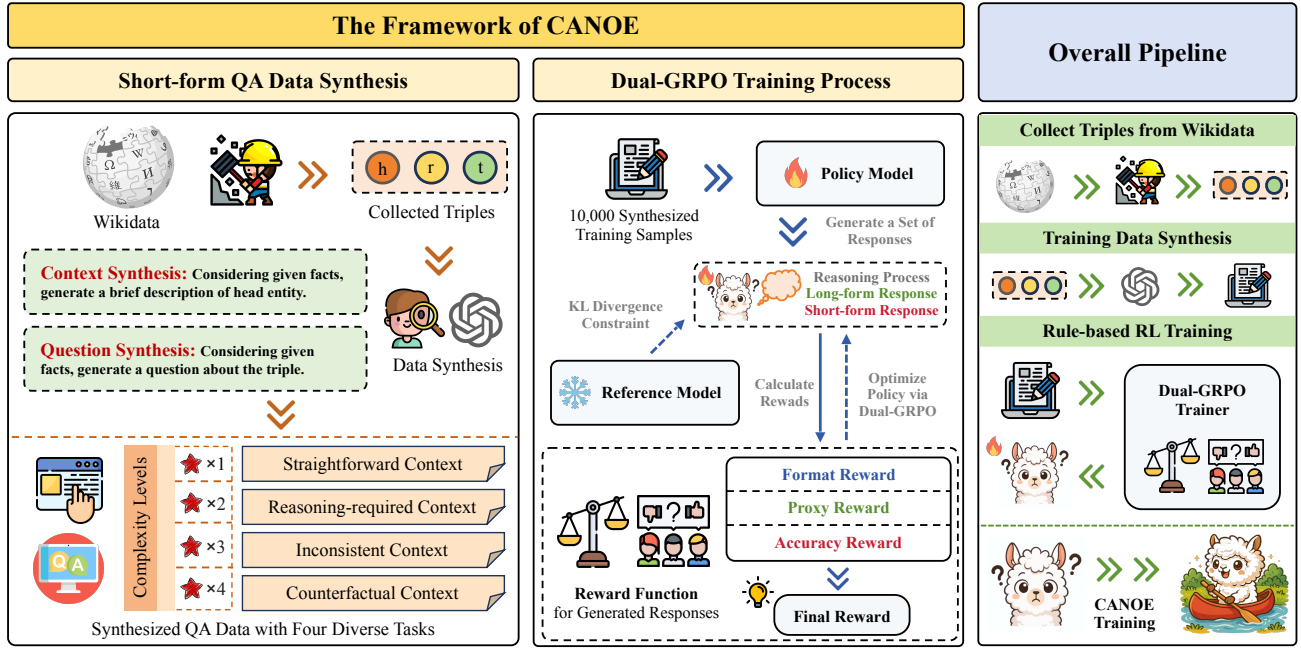 The Framework of CANOE
Overall Pipeline
Short-form QA Data Synthesis
Dual-GRPO Training Process
Wikidata
h r t
Collected Triples
Context Synthesis: Considering given facts,
generate a brief description of head entity.
Question Synthesis: Considering given
facts, generate a question about the triple.
Data Synthesis
Complexity Levels
×1
Straightforward Context
×2
Reasoning-required Context
×3
Inconsistent Context
×4
Counterfactual Context
QA
Synthesized QA Data with Four Diverse Tasks
10,000 Synthesized
Training Samples
Policy Model
Generate a Set of
Responses
? ?
Reasoning Process
Long-form Response
Short-form Response
KL Divergence
Constraint
Reference Model
Calculate
Rewads
Optimize
Policy via
Dual-GRPO
?
Format Reward
Proxy Reward
Accuracy Reward
Reward Function
for Generated Responses
Final Reward
Collect Triples from Wikidata
Training Data Synthesis
Rule-based RL Training
Dual-GRPO
Trainer
? ?
?
? ?
CANOE
Training